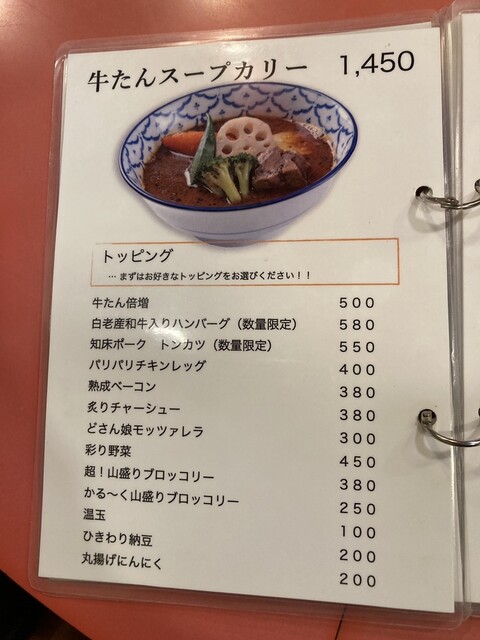 牛たんスープカリー 1,450
トッピング
… まずはお好きなトッピングをお選びください！！
牛たん倍増 500
白老産和牛入りハンバーグ（数量限定） 580
知床ポーク トンカツ（数量限定） 550
パリパリチキンレッグ 400
熟成ベーコン 380
炙りチャーシュー 380
どさん娘モッツァレラ 300
彩り野菜 450
超！山盛りブロッコリー 380
かる～く山盛りブロッコリー 250
温玉 100
ひきわり納豆 200
丸揚げにんにく 200